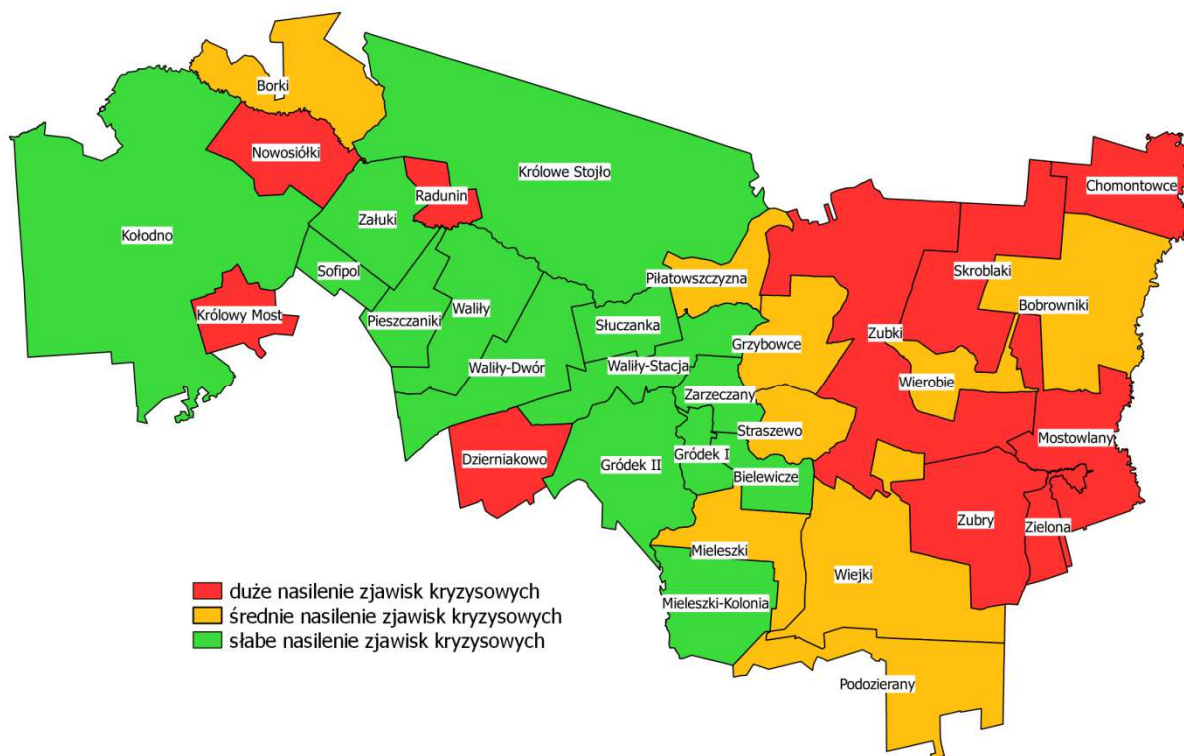 Borki
Nowosiółki
Królowe Stojło
Chomontowce
Radunin
Załuki
Kołodno
Sofipol
Piłatowszczyzna
Skroblaki
Bobrowniki
Królowy Most
Pieszczaniki
Waliły
Słuczanka
Grzybowce
Zubki
Waliły-Dwór
Waliły-Stacja
Wierobie
Zarzeczany
Straszewo
Mostowlany
Dzierniakowo
Gródek II
Gródek I
Bielewicze
Zubry
Zielona
Mieleszki
Wiejki
Mieleszki-Kolonia
Podozierany
duże nasilenie zjawisk kryzysowych
średnie nasilenie zjawisk kryzysowych
słabe nasilenie zjawisk kryzysowych